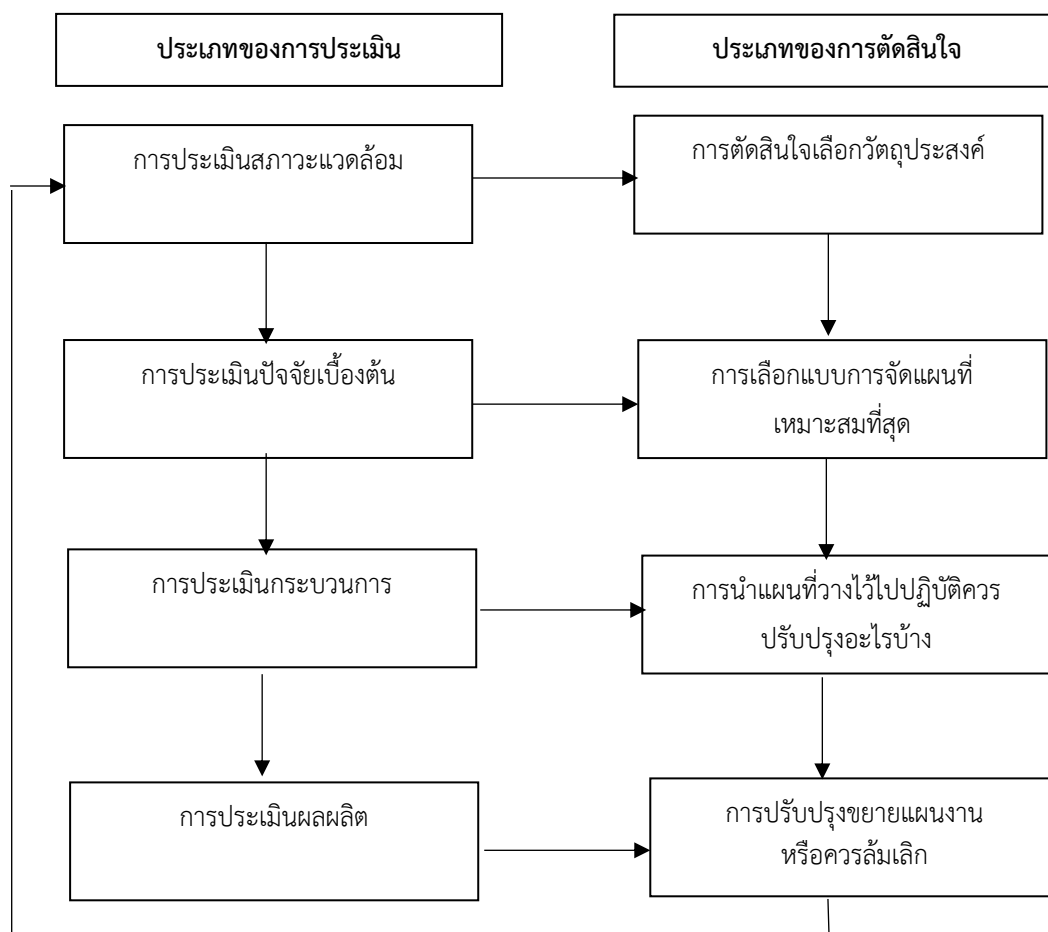 ประเภทของการประเมิน
ประเภทของการตัดสินใจ
การประเมินสภาวะแวดล้อม
การตัดสินใจเลือกวัตถุประสงค์
การประเมินปัจจัยเบื้องต้น
การเลือกแบบการจัดแผนที่
เหมาะสมที่สุด
การประเมินกระบวนการ
การนำแผนที่วางไว้ไปปฏิบัติควร
ปรับปรุงอะไรบ้าง
การประเมินผลผลิต
การปรับปรุงขยายแผนงาน
หรือควรล้มเลิก